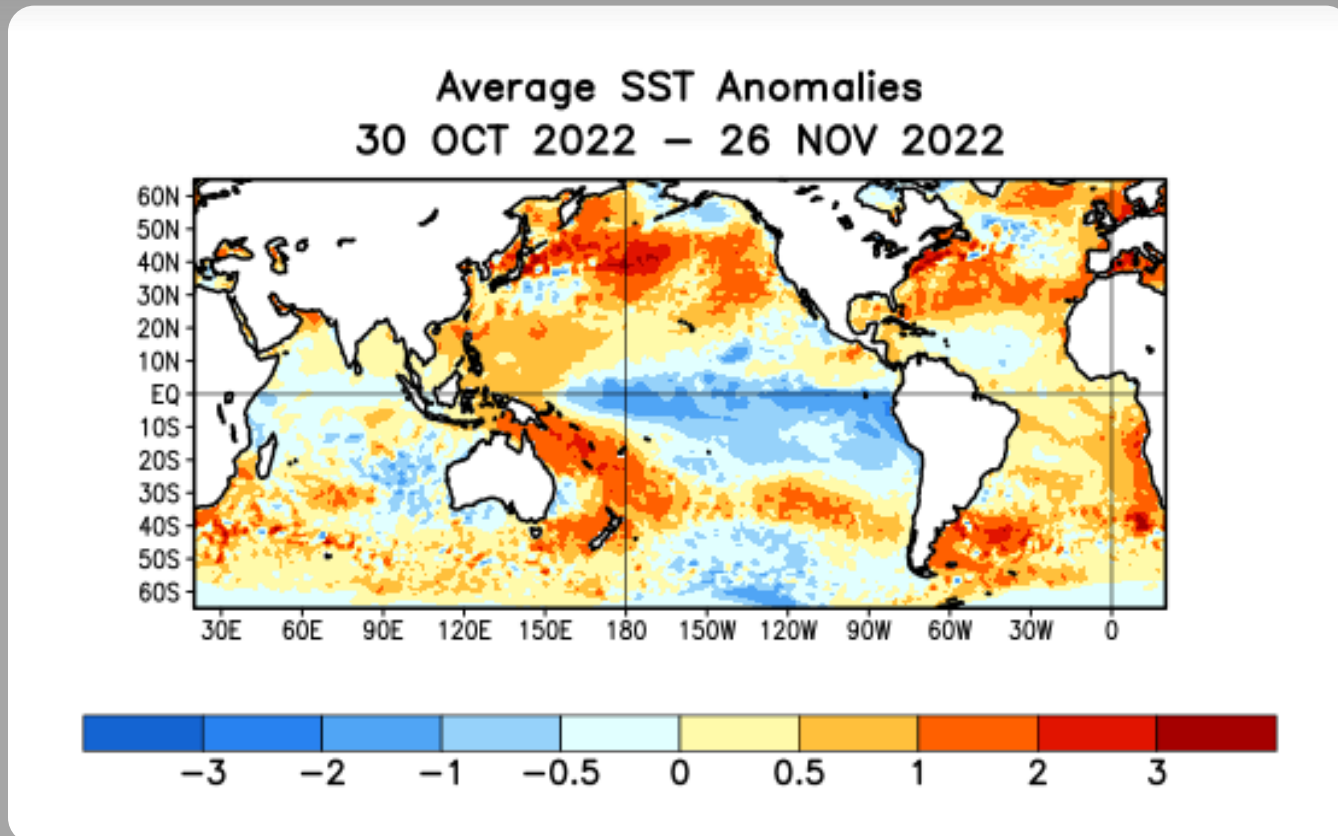 Average SST Anomalies
30 OCT 2022 – 26 NOV 2022
60N
50N
40N
30N
20N
10N
EQ
10S
20S
30S
40S
50S
60S
30E 60E 90E 120E 150E 180 150W 120W 90W 60W 30W 0
−3 −2 −1 −0.5 0 0.5 1 2 3